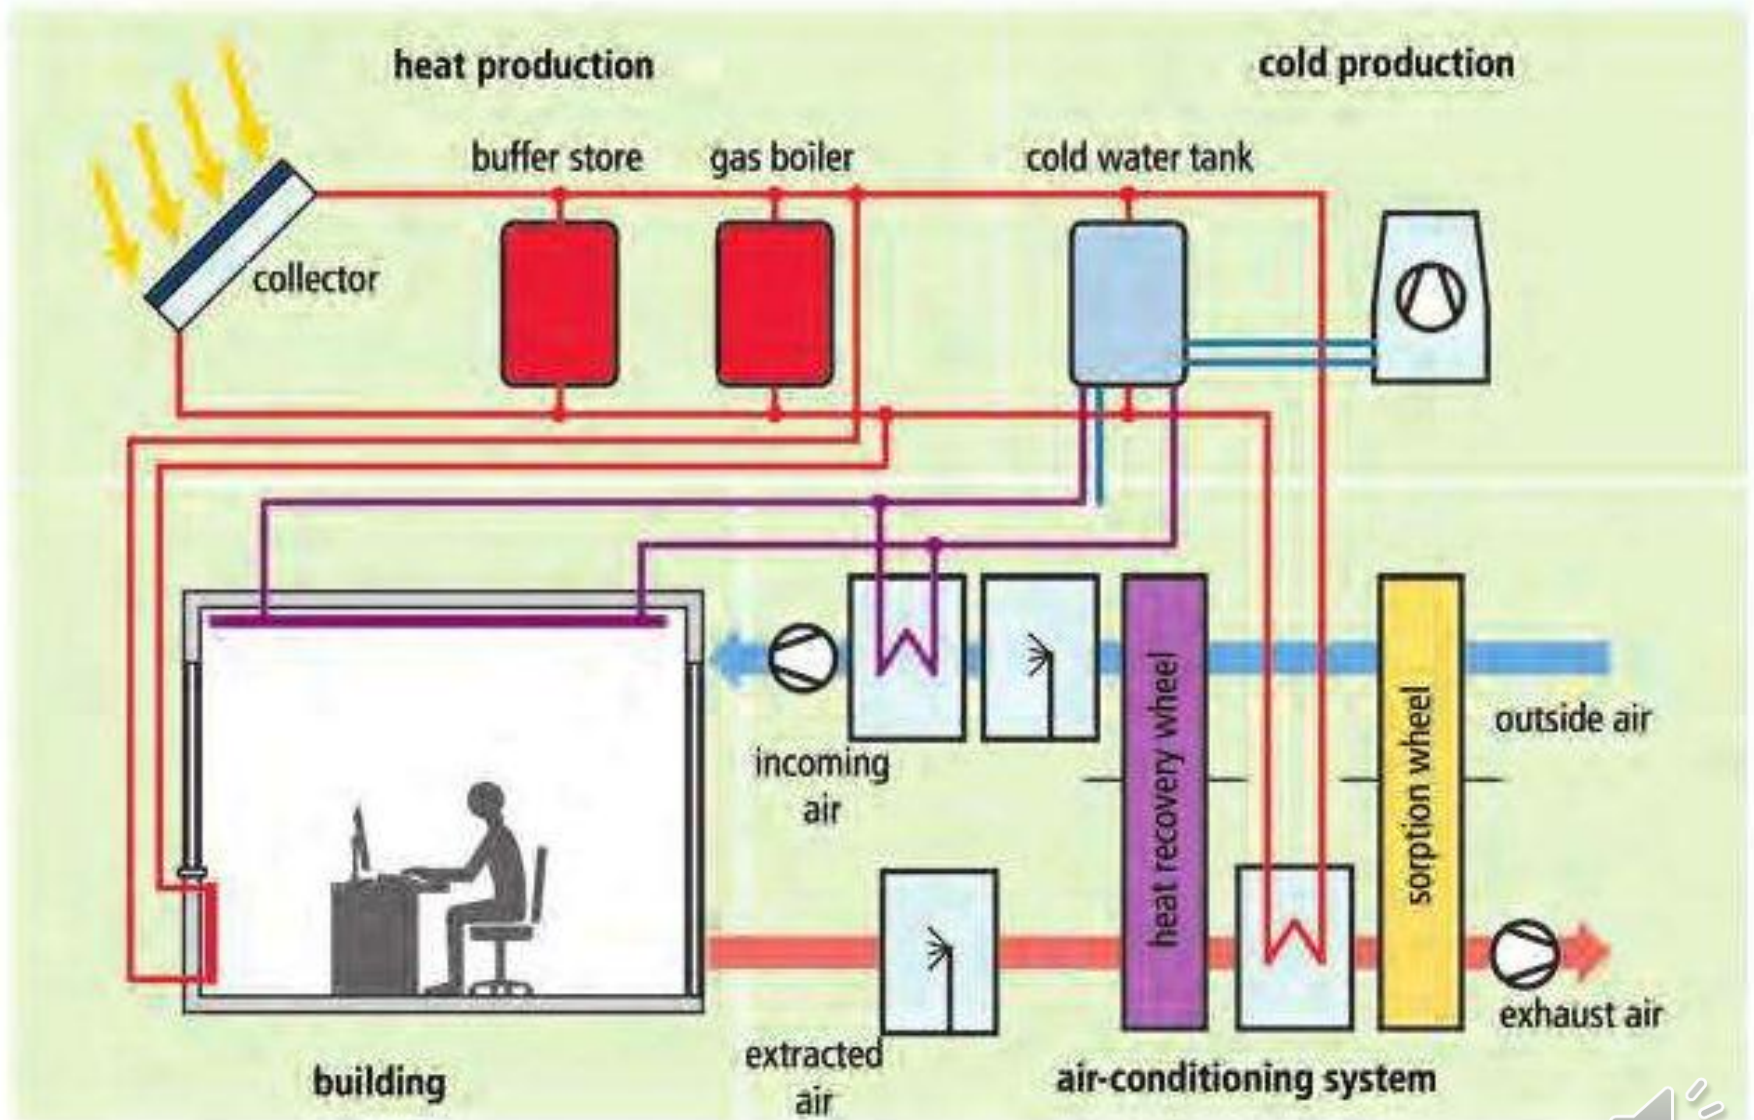 heat production
cold production
buffer store
gas boiler
cold water tank
collector
heat recovery wheel
sorption wheel
outside air
incoming
air
exhaust air
extracted
air
building
air-conditioning system